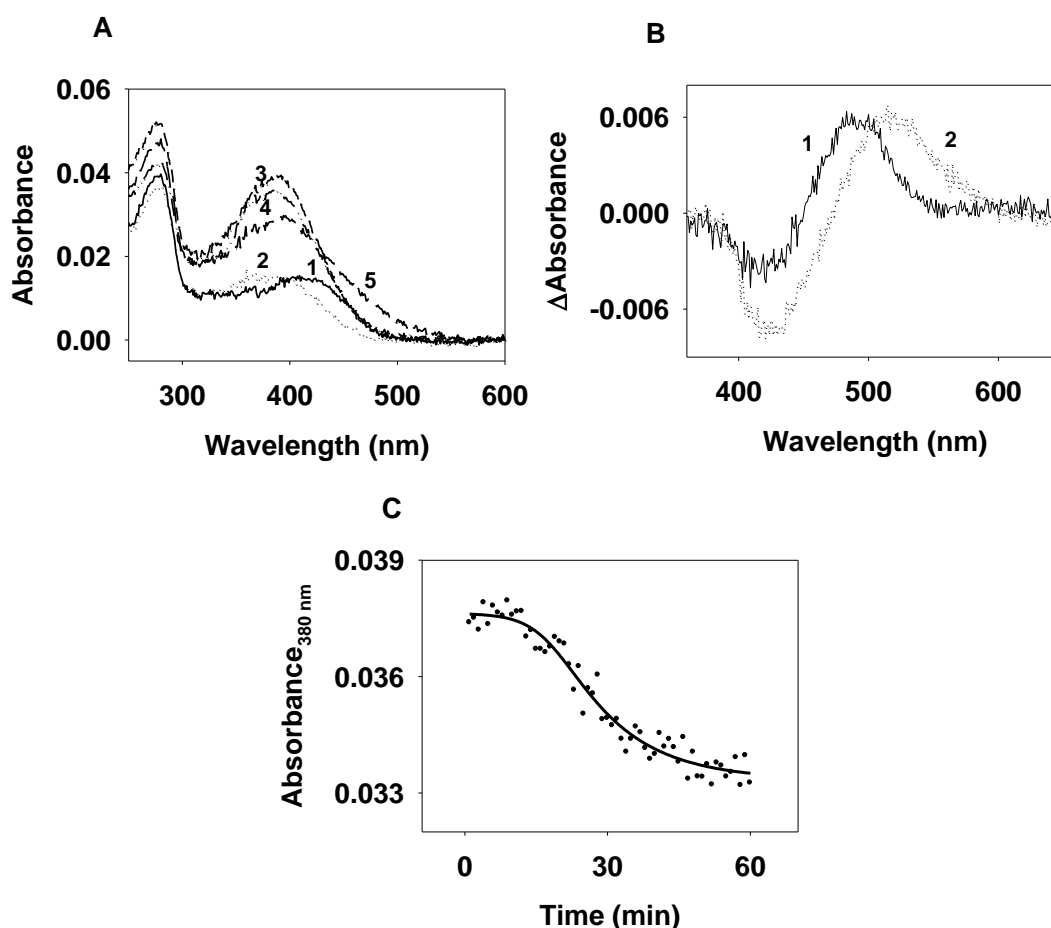 A
0.06
0.04
0.02
0.00
Absorbance
3
4
2
1
5
300 400 500 600
Wavelength (nm)
B
0.006
0.000
-0.006
ΔAbsorbance
1
2
400 500 600
Wavelength (nm)
C
0.039
0.036
0.033
Absorbance380 nm
0 30 60
Time (min)